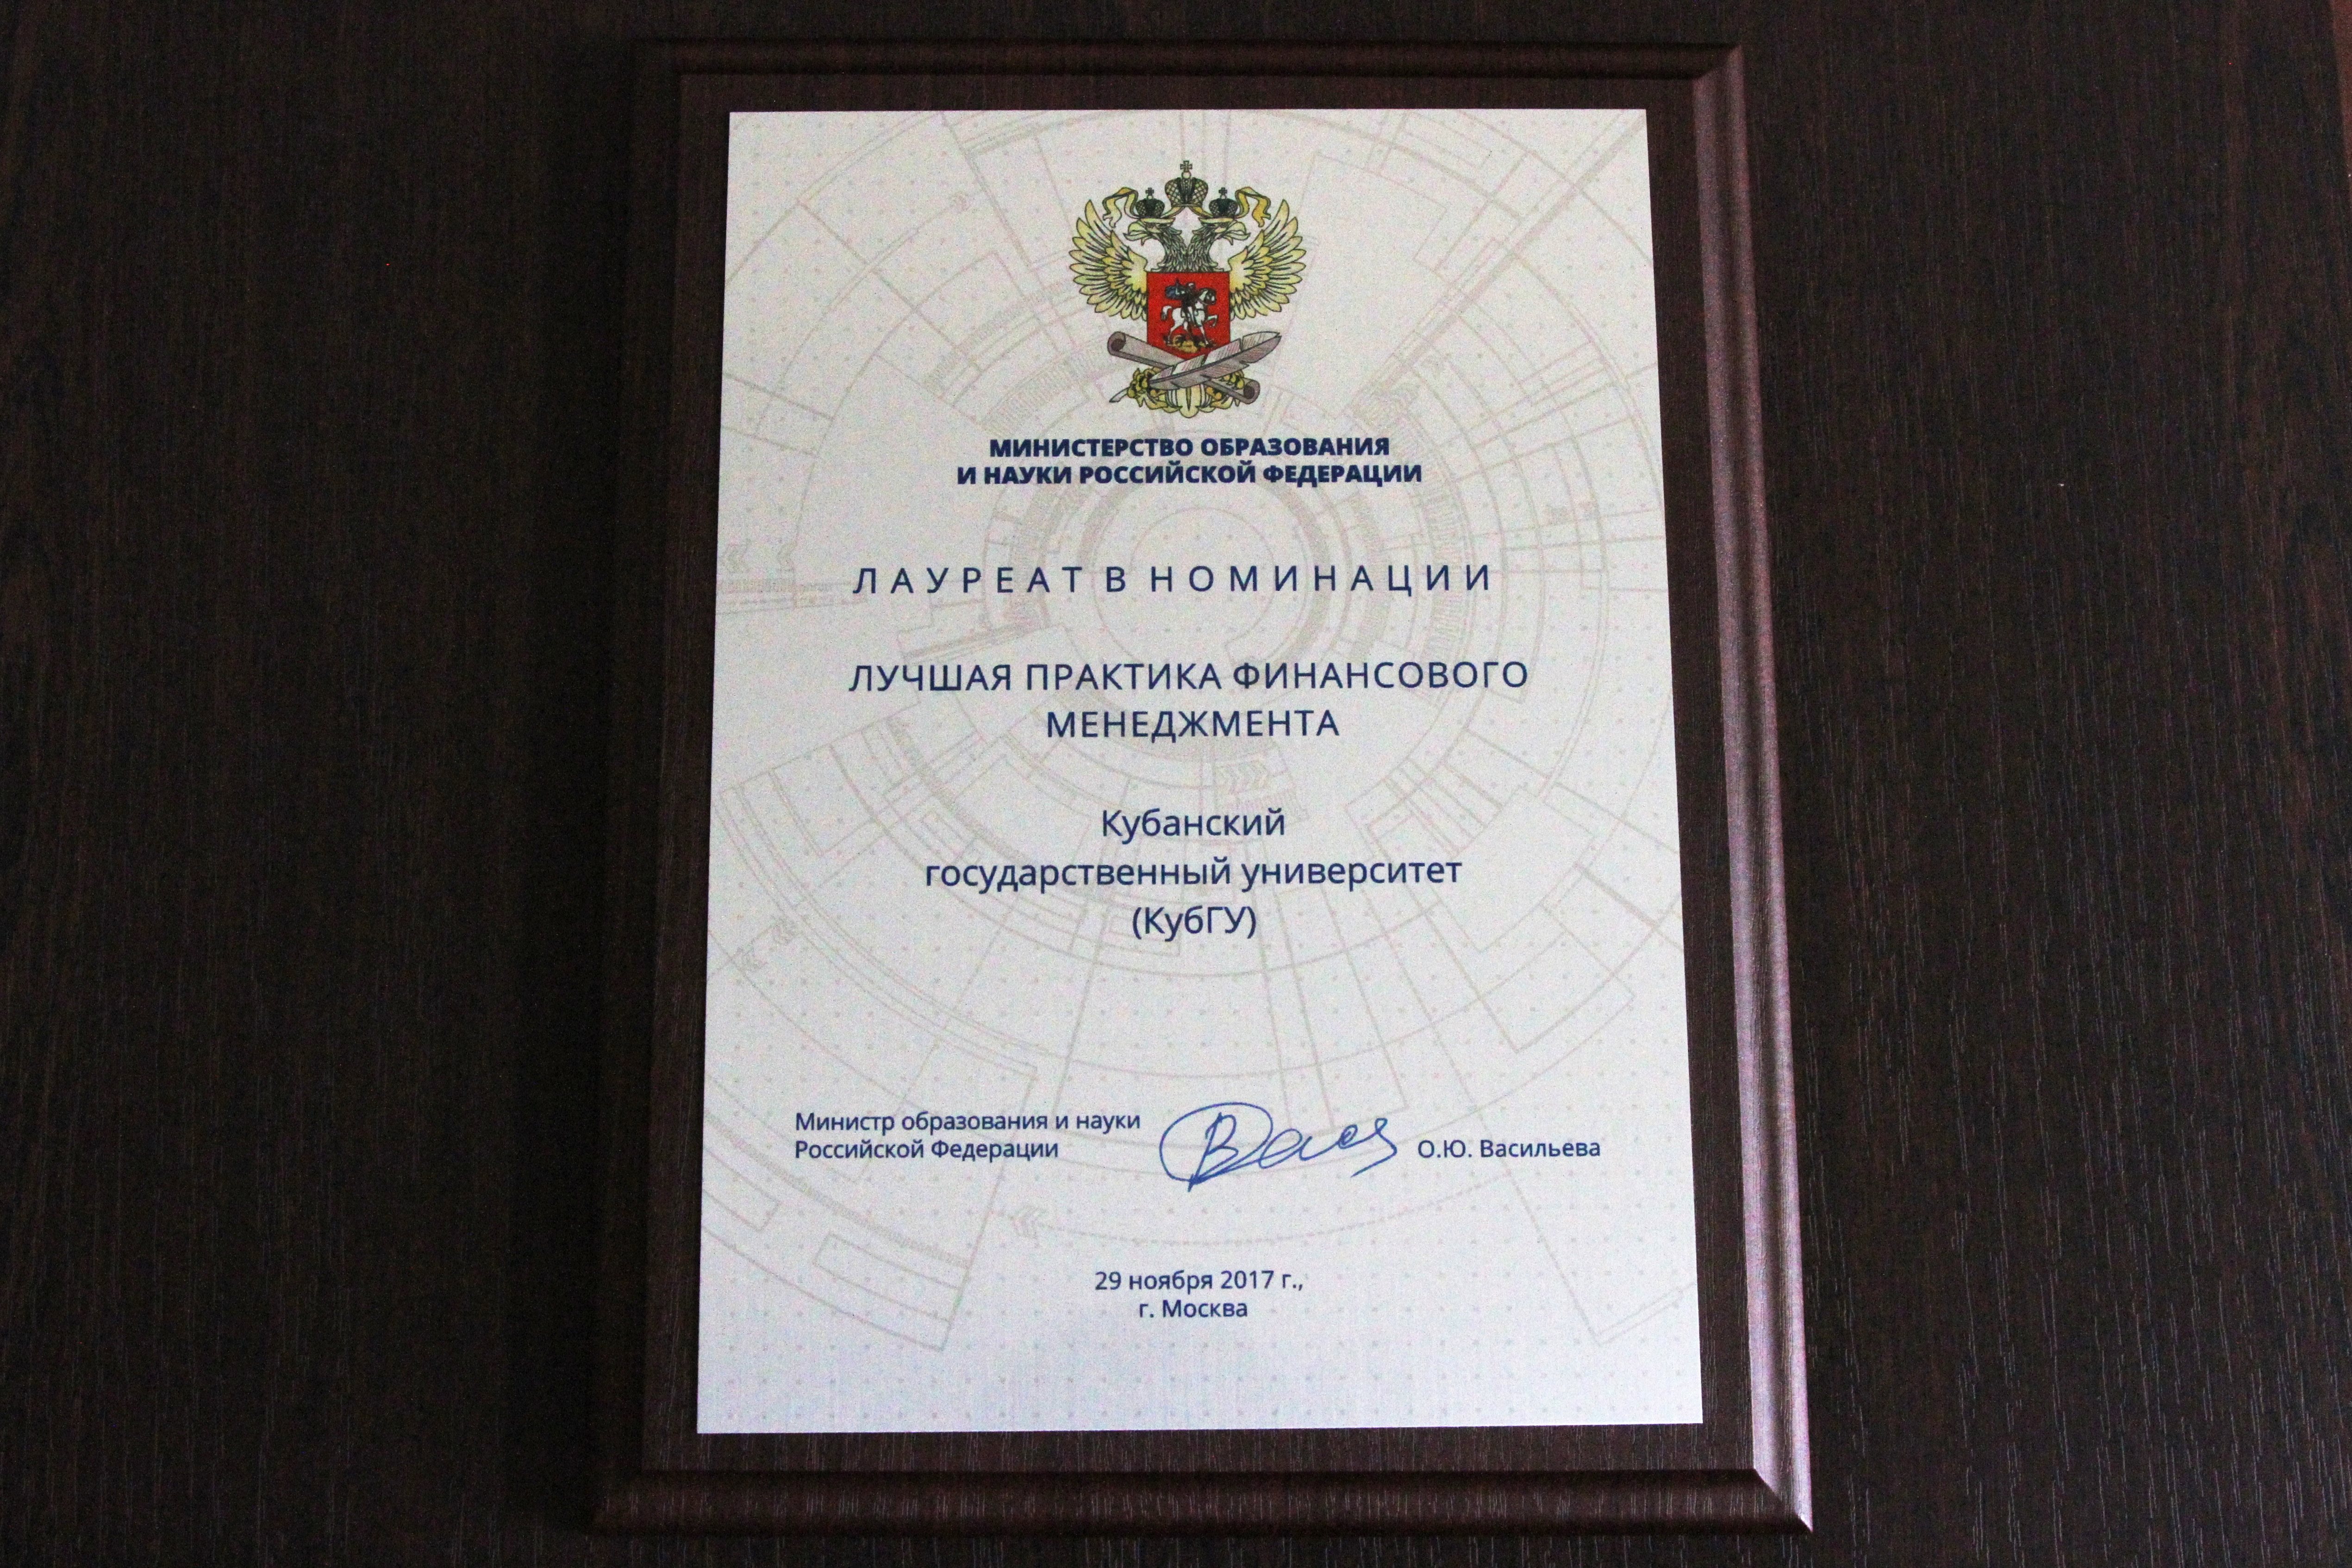 МИНИСТЕРСТВО ОБРАЗОВАНИЯ
И НАУКИ РОССИЙСКОЙ ФЕДЕРАЦИИ
ЛАУРЕАТ В НОМИНАЦИИ
ЛУЧШАЯ ПРАКТИКА ФИНАНСОВОГО
МЕНЕДЖМЕНТА
Кубанский
государственный университет
(КубГУ)
Министр образования и науки
Российской Федерации
О.Ю. Васильева
29 ноября 2017 г.,
г. Москва